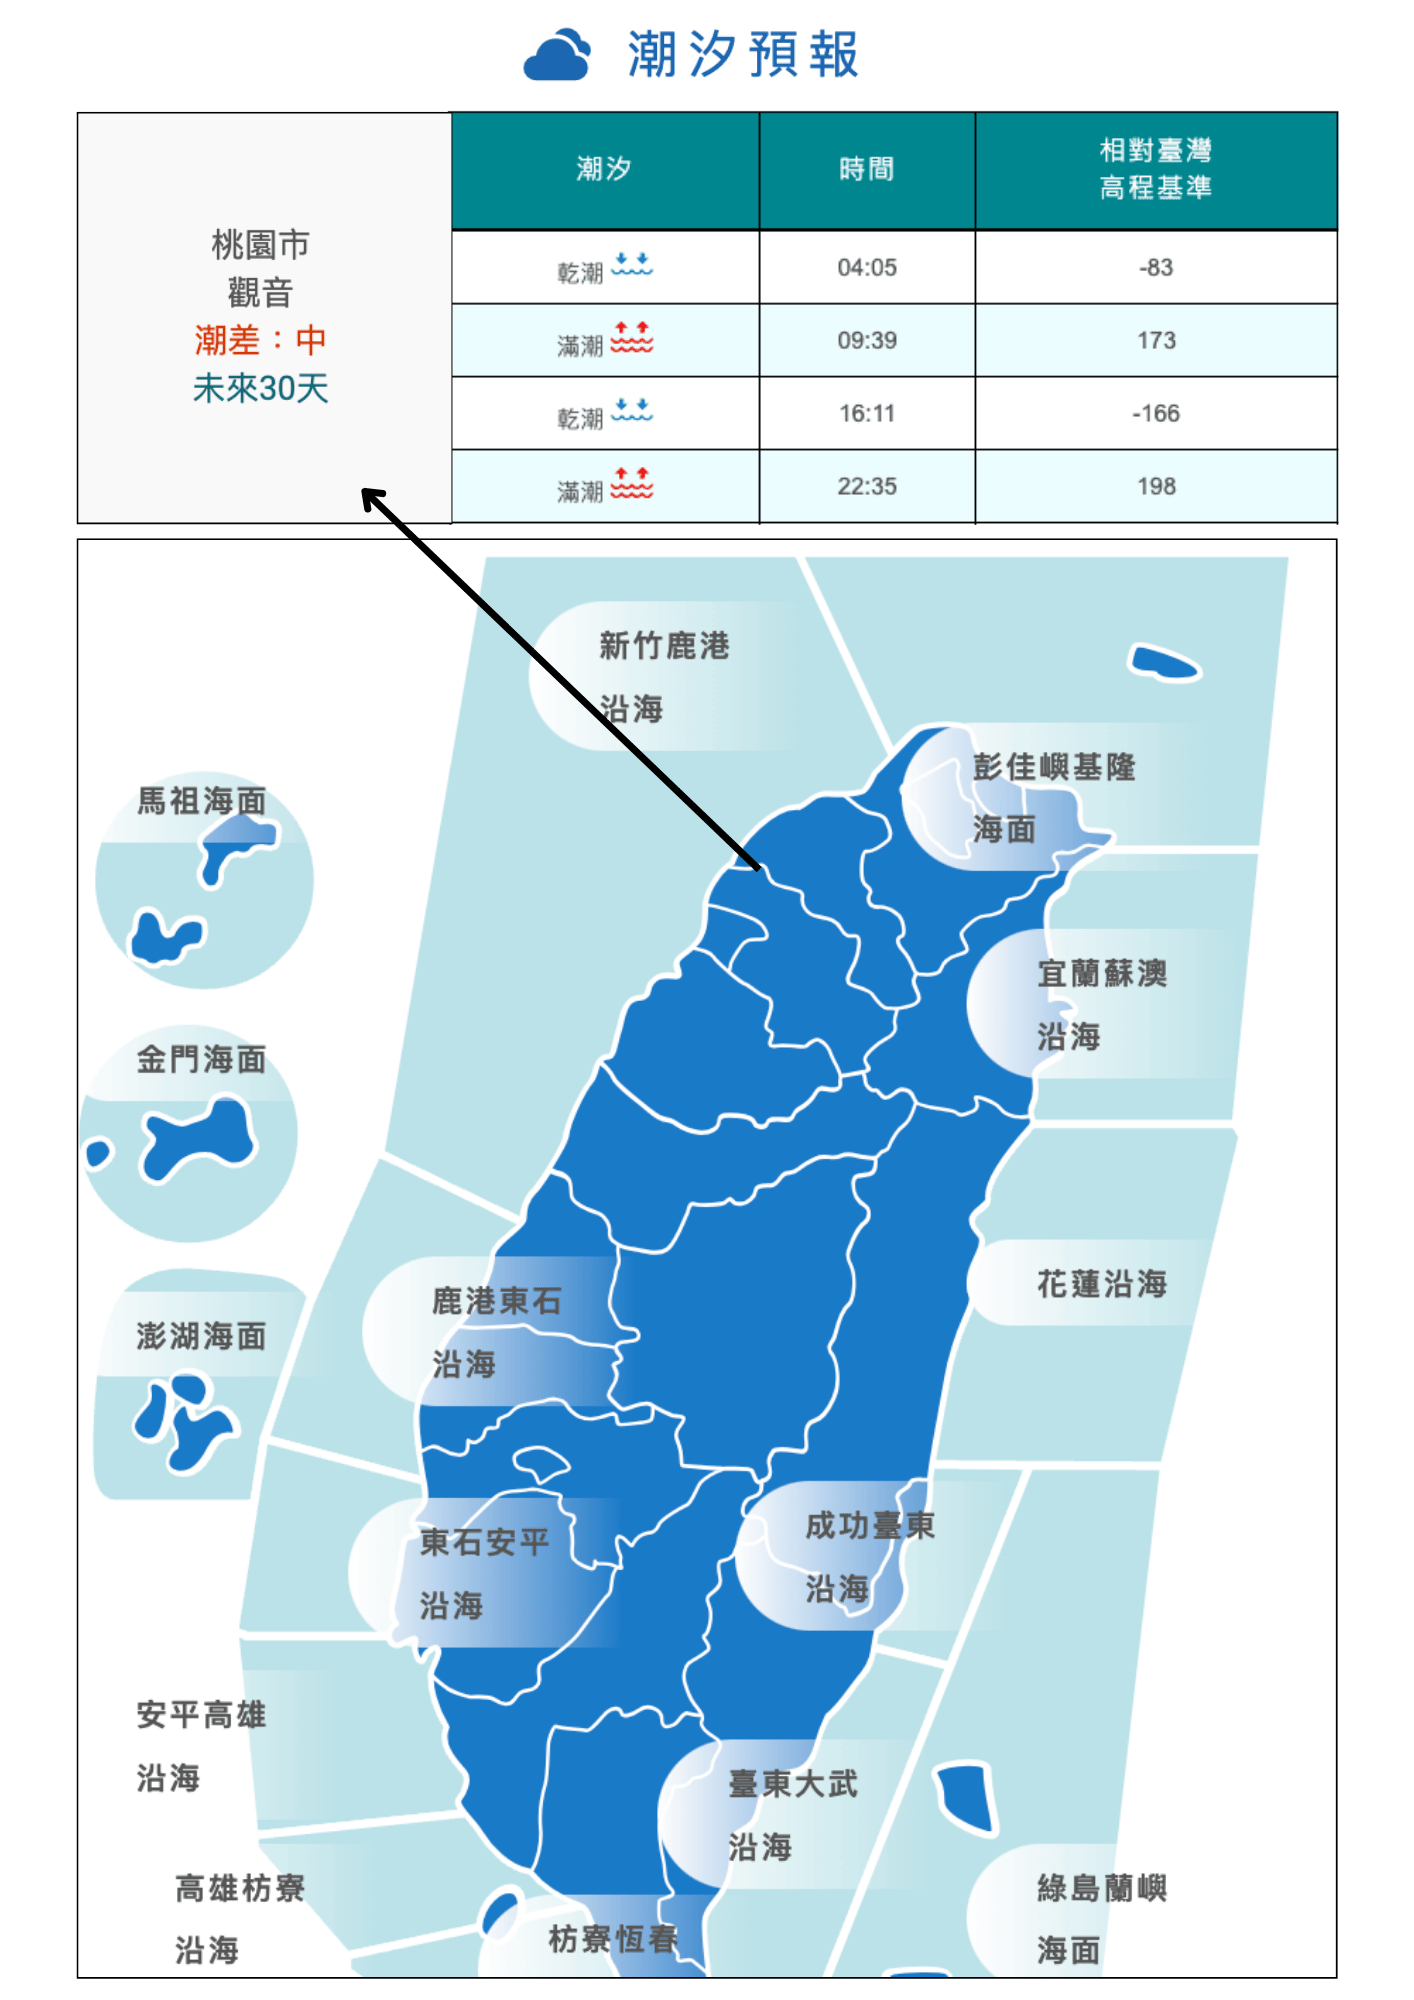 潮汐預報
潮汐 時間 相對臺灣
高程基準
桃園市
觀音
潮差：中
未來30天
乾潮 04:05 -83
滿潮 09:39 173
乾潮 16:11 -166
滿潮 22:35 198
新竹鹿港
沿海
彭佳嶼基隆
海面
馬祖海面
宜蘭蘇澳
沿海
金門海面
花蓮沿海
鹿港東石
沿海
澎湖海面
東石安平
沿海
成功臺東
沿海
安平高雄
沿海
臺東大武
沿海
高雄枋寮
沿海
綠島蘭嶼
海面
枋寮恆春